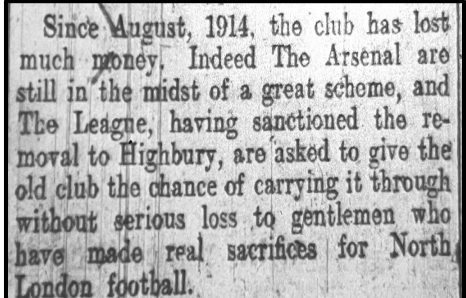 Since August, 1914, the club has lost
much money. Indeed The Arsenal are
still in the midst of a great scheme, and
The League, having sanctioned the re-
moval to Highbury, are asked to give the
old club the chance of carrying it through
without serious loss to gentlemen who
have made real sacrifices for North
London football.